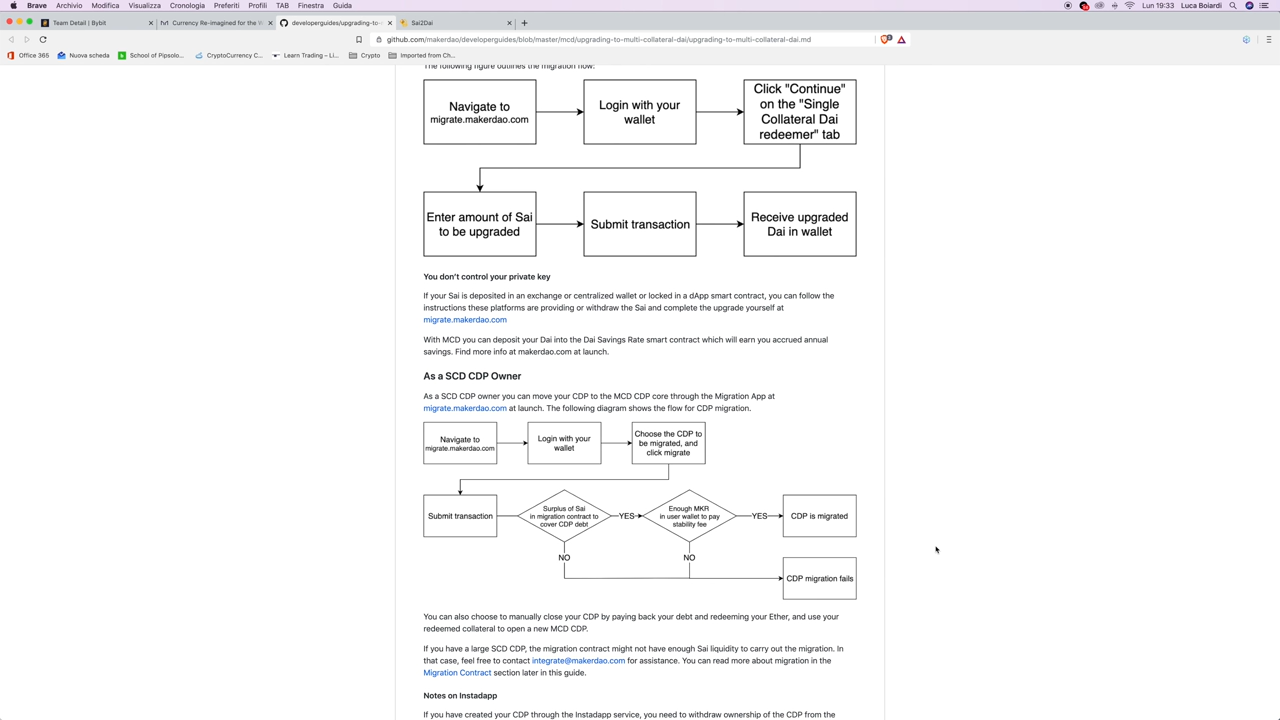 Brave Archivio Modifica Visualizza Cronologia Preferiti Profili TAB Finestra Guida Lun 19:33 Luca Boiardi
Team Detail | Bybit
Currency Re-imagined for the W
developerguides/upgrading-to-
Sai2Dai
github.com/makerdao/developerguides/blob/master/mcd/upgrading-to-multi-collateral-dai/upgrading-to-multi-collateral-dai.md
Office 365 Nuova scheda School of Pipsolo... CryptoCurrency C... Learn Trading – L... Crypto Imported from Ch...
The following figure outlines the migration flow:
Navigate to
migrate.makerdao.com
Login with your
wallet
Click "Continue"
on the "Single
Collateral Dai
redeemer" tab
Enter amount of Sai
to be upgraded
Submit transaction
Receive upgraded
Dai in wallet
You don't control your private key
If your Sai is deposited in an exchange or centralized wallet or locked in a dApp smart contract, you can follow the
instructions these platforms are providing or withdraw the Sai and complete the upgrade yourself at
migrate.makerdao.com
With MCD you can deposit your Dai into the Dai Savings Rate smart contract which will earn you accrued annual
savings. Find more info at makerdao.com at launch.
As a SCD CDP Owner
As a SCD CDP owner you can move your CDP to the MCD CDP core through the Migration App at
migrate.makerdao.com at launch. The following diagram shows the flow for CDP migration.
Navigate to
migrate.makerdao.com
Login with your
wallet
Choose the CDP to
be migrated, and
click migrate
Submit transaction
Surplus of Sai
in migration contract to
cover CDP debt
YES
Enough MKR
in user wallet to pay
stability fee
YES
CDP is migrated
NO
NO
CDP migration fails
You can also choose to manually close your CDP by paying back your debt and redeeming your Ether, and use your
redeemed collateral to open a new MCD CDP.
If you have a large SCD CDP, the migration contract might not have enough Sai liquidity to carry out the migration. In
that case, feel free to contact integrate@makerdao.com for assistance. You can read more about migration in the
Migration Contract section later in this guide.
Notes on Instadapp
If you have created your CDP through the Instadapp service, you need to withdraw ownership of the CDP from the